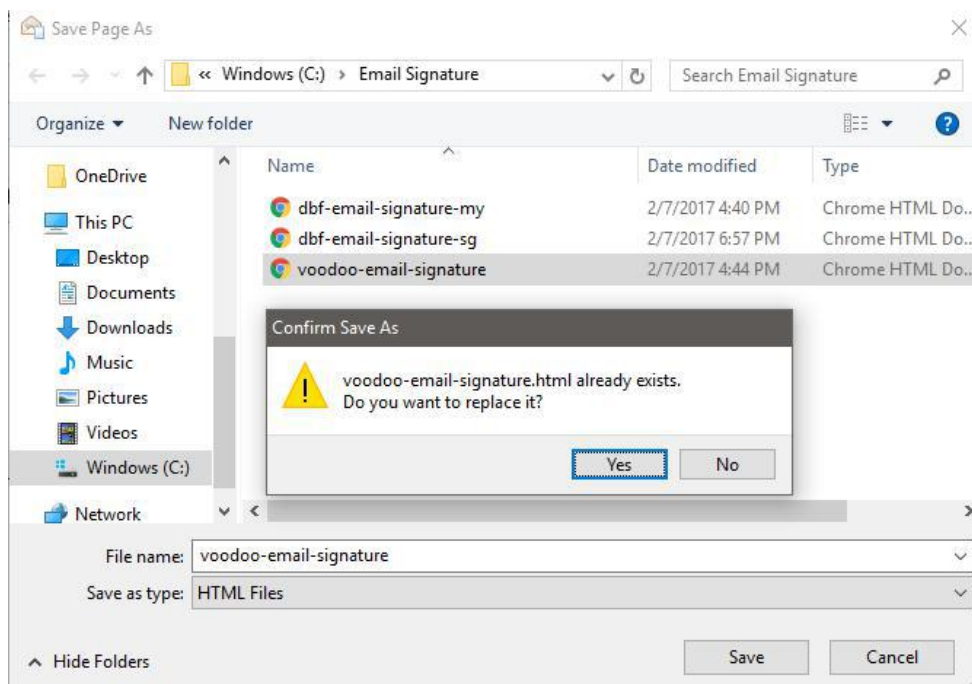 Save Page As
« Windows (C:) › Email Signature
Search Email Signature
Organize
New folder
Name
Date modified
Type
OneDrive
This PC
Desktop
Documents
Downloads
Music
Pictures
Videos
Windows (C:)
Network
dbf-email-signature-my 2/7/2017 4:40 PM Chrome HTML Do...
dbf-email-signature-sg 2/7/2017 6:57 PM Chrome HTML Do...
voodoo-email-signature 2/7/2017 4:44 PM Chrome HTML Do...
Confirm Save As
voodoo-email-signature.html already exists.
Do you want to replace it?
Yes
No
File name: voodoo-email-signature
Save as type: HTML Files
Hide Folders
Save
Cancel